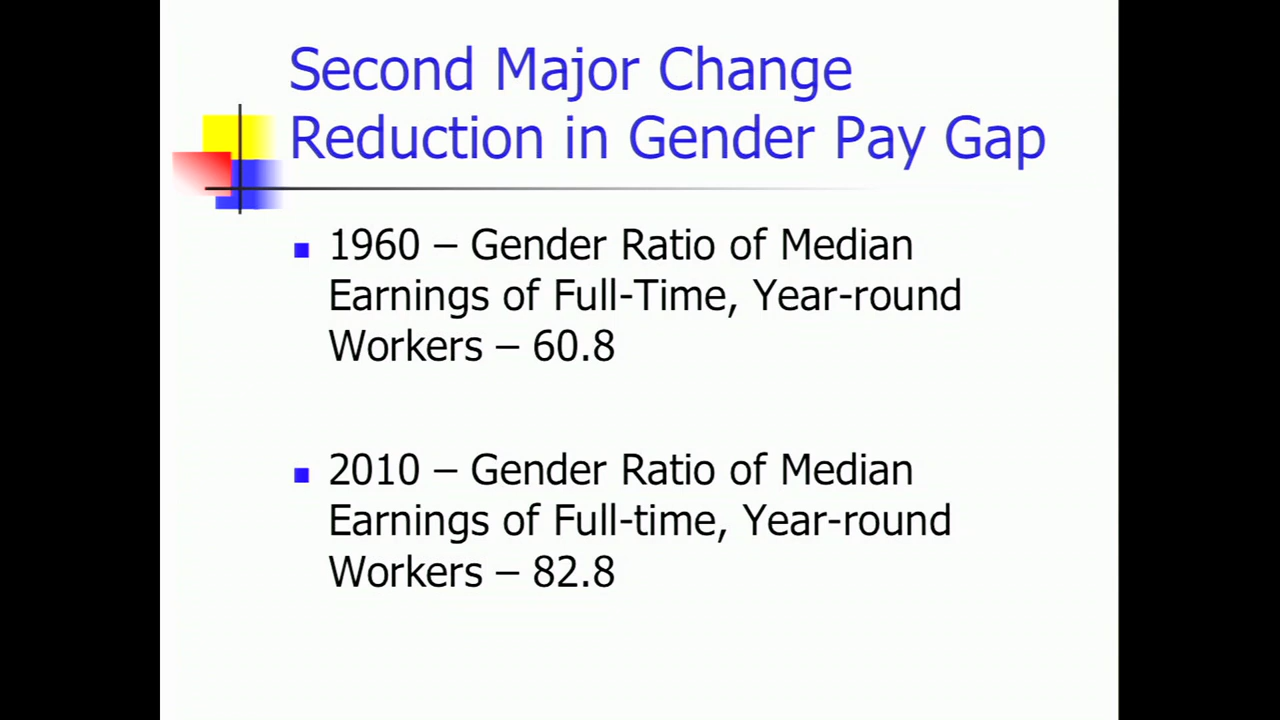 Second Major Change
Reduction in Gender Pay Gap
1960 – Gender Ratio of Median
Earnings of Full-Time, Year-round
Workers – 60.8
2010 – Gender Ratio of Median
Earnings of Full-time, Year-round
Workers – 82.8